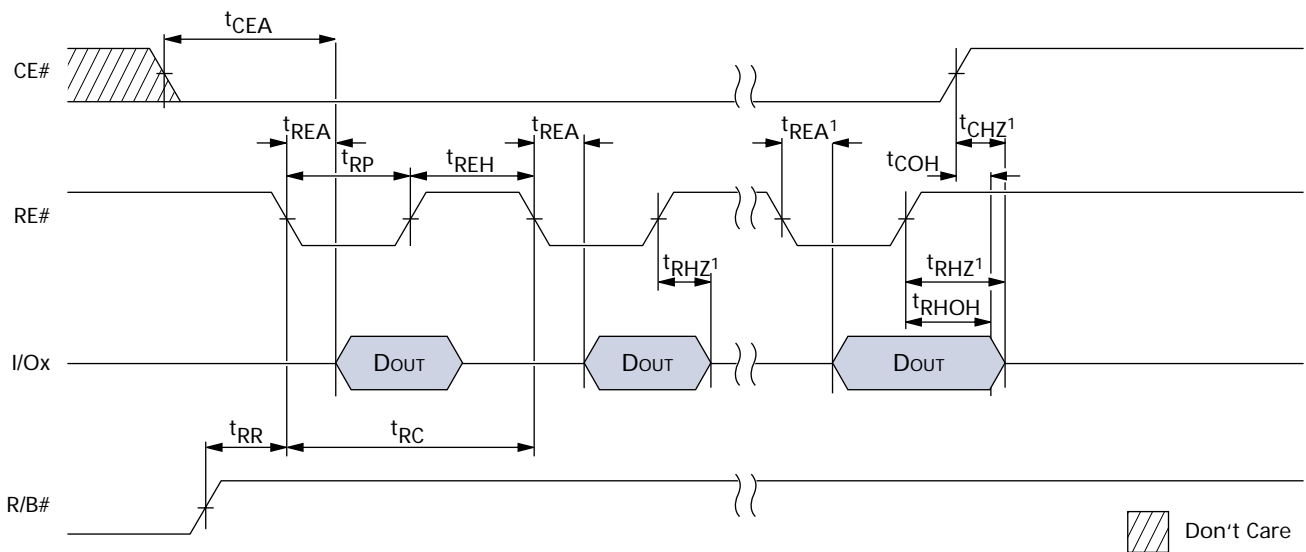 tCEA
CE#
tREA
tREA
tREA¹
tCHZ¹
tRP
tREH
tCOH
RE#
tRHZ¹
tRHZ¹
tRHOH
I/Ox
DOUT
DOUT
DOUT
tRR
tRC
R/B#
Don't Care